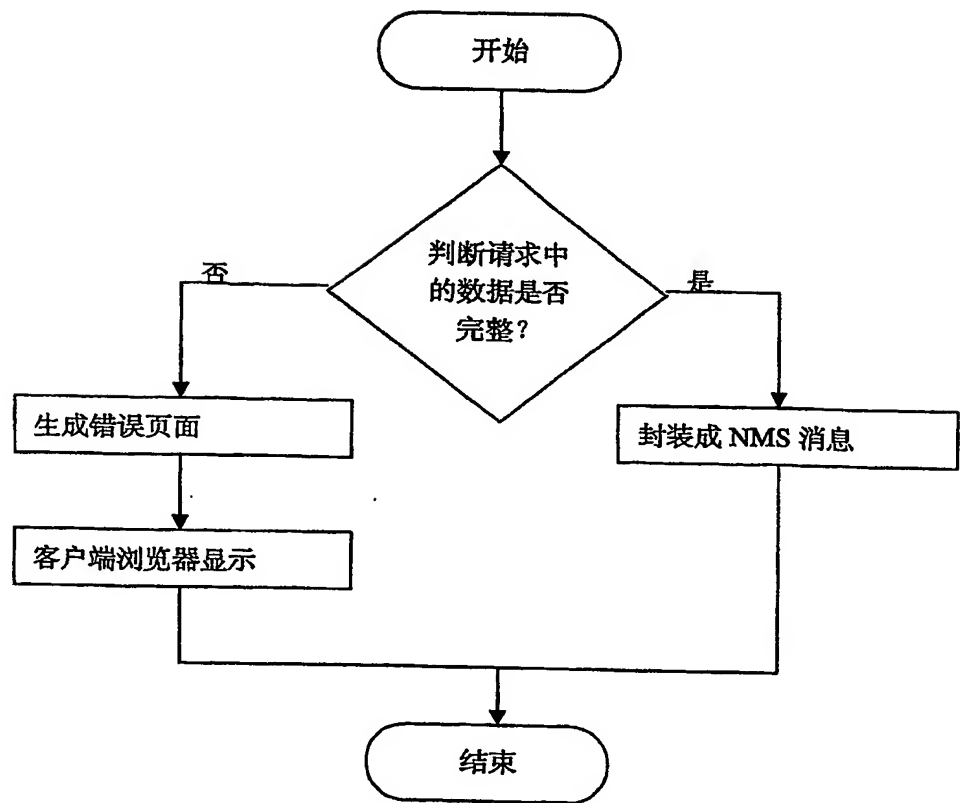 开始
判断请求中
的数据是否
完整？
否
是
生成错误页面
封装成 NMS 消息
客户端浏览器显示
结束